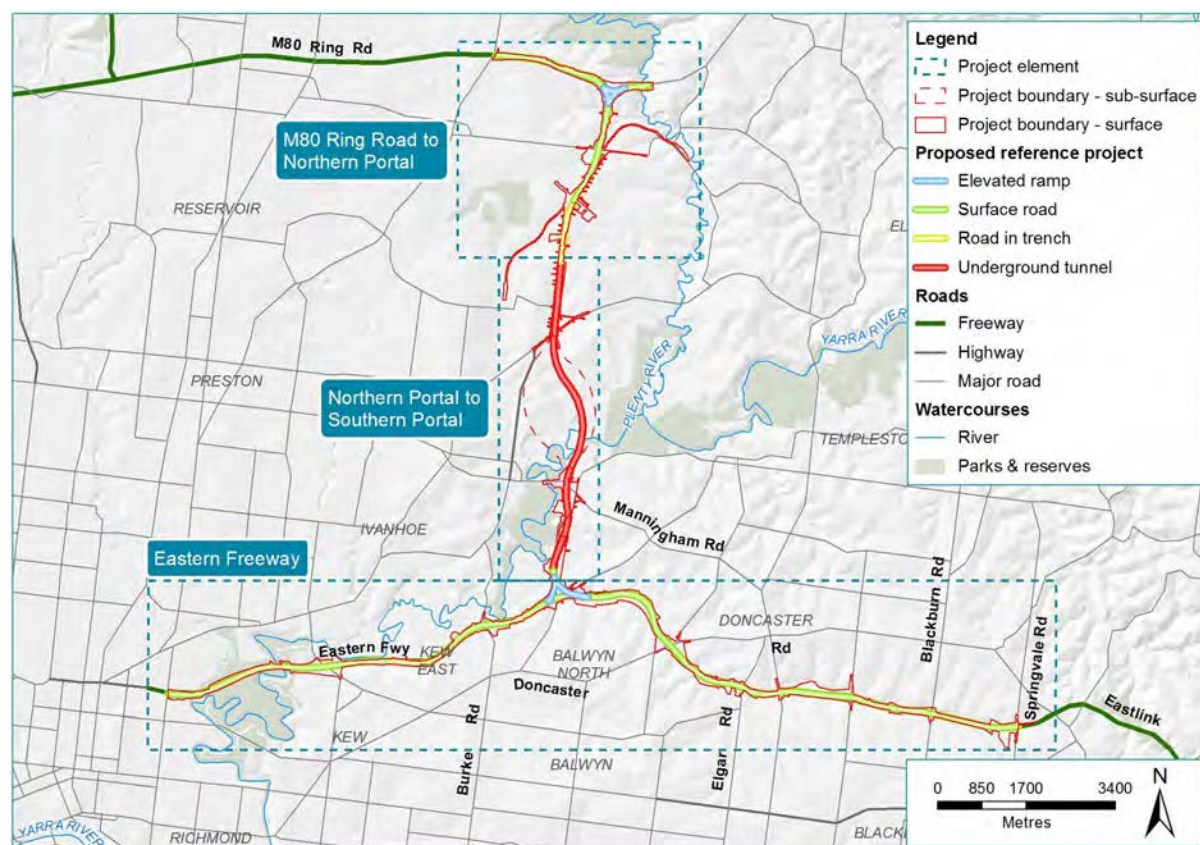 M80 Ring Rd
M80 Ring Road to
Northern Portal
RESERVOIR
PRESTON
Northern Portal to
Southern Portal
PLENTY RIVER
YARRA RIVER
TEMPLESTO
EL
IVANHOE
Manningham Rd
Eastern Freeway
Eastern Fwy
KEW
EAST
BALWYN
NORTH
DONCASTER
Doncaster
Rd
Blackburn Rd
Springvale Rd
Eastlink
KEW
Burke Rd
BALWYN
Elgar Rd
RICHMOND
YARRA RIVER
BLACK
Legend
Project element
Project boundary - sub-surface
Project boundary - surface
Proposed reference project
Elevated ramp
Surface road
Road in trench
Underground tunnel
Roads
Freeway
Highway
Major road
Watercourses
River
Parks & reserves
0 850 1700 3400
Metres
N